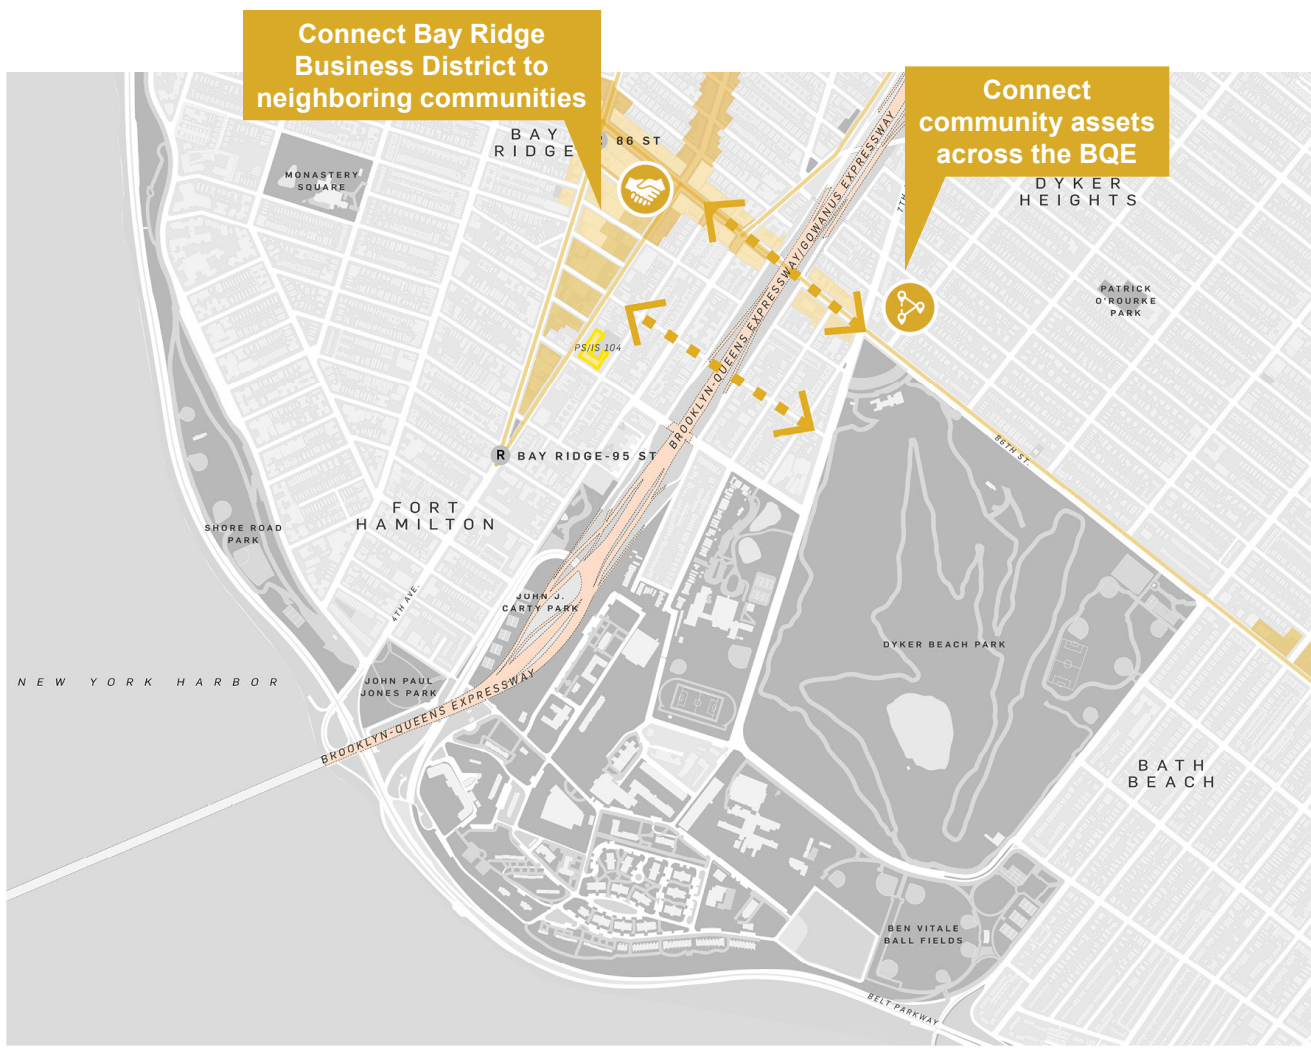 Connect Bay Ridge
Business District to
neighboring communities
Connect
community assets
across the BQE
BAY
RIDGE
86 ST
MONASTERY
SQUARE
DYKER
HEIGHTS
7TH
BROOKLYN-QUEENS EXPRESSWAY/GOWANUS EXPRESSWAY
PATRICK
O'ROURKE
PARK
PS/IS 104
R BAY RIDGE-95 ST
86TH ST.
FORT
HAMILTON
SHORE ROAD
PARK
JOHN J.
CARTY PARK
4TH AVE.
DYKER BEACH PARK
NEW YORK HARBOR
JOHN PAUL
JONES PARK
BROOKLYN-QUEENS EXPRESSWAY
BATH
BEACH
BEN VITALE
BALL FIELDS
BELT PARKWAY